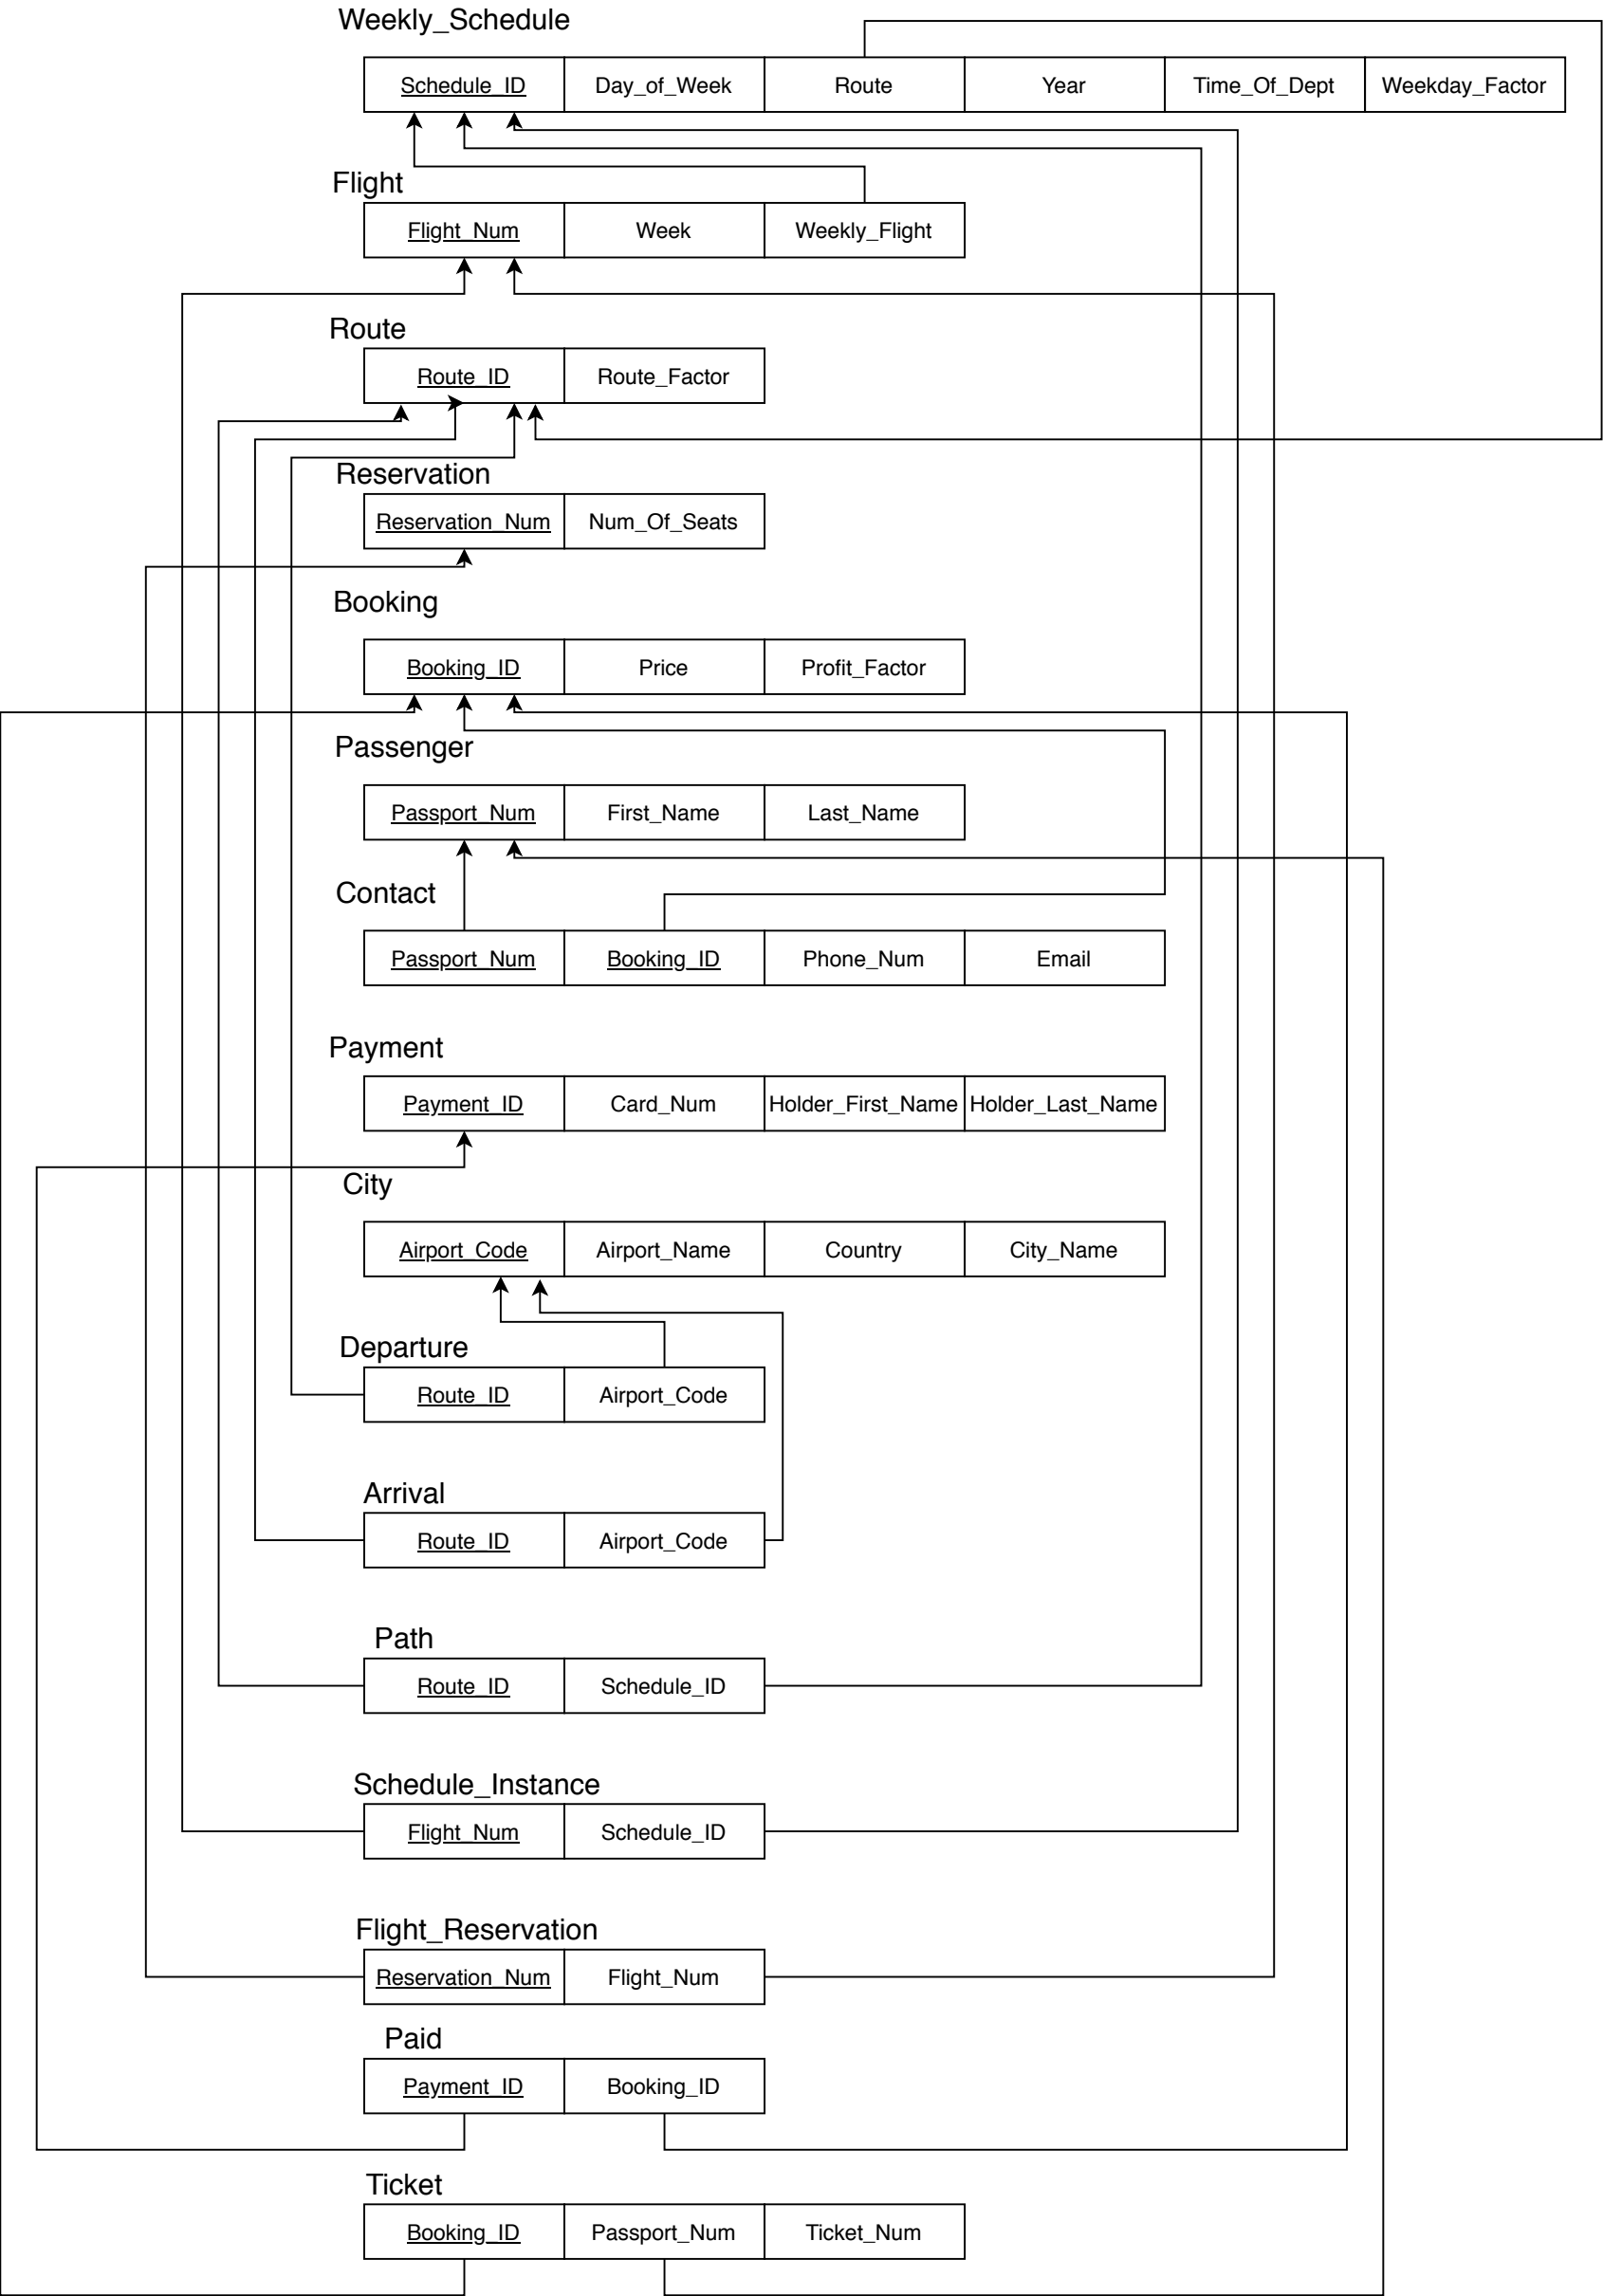 Weekly_Schedule
Schedule_ID Day_of_Week Route Year Time_Of_Dept Weekday_Factor
Flight
Flight_Num Week Weekly_Flight
Route
Route_ID Route_Factor
Reservation
Reservation_Num Num_Of_Seats
Booking
Booking_ID Price Profit_Factor
Passenger
Passport_Num First_Name Last_Name
Contact
Passport_Num Booking_ID Phone_Num Email
Payment
Payment_ID Card_Num Holder_First_Name Holder_Last_Name
City
Airport_Code Airport_Name Country City_Name
Departure
Route_ID Airport_Code
Arrival
Route_ID Airport_Code
Path
Route_ID Schedule_ID
Schedule_Instance
Flight_Num Schedule_ID
Flight_Reservation
Reservation_Num Flight_Num
Paid
Payment_ID Booking_ID
Ticket
Booking_ID Passport_Num Ticket_Num